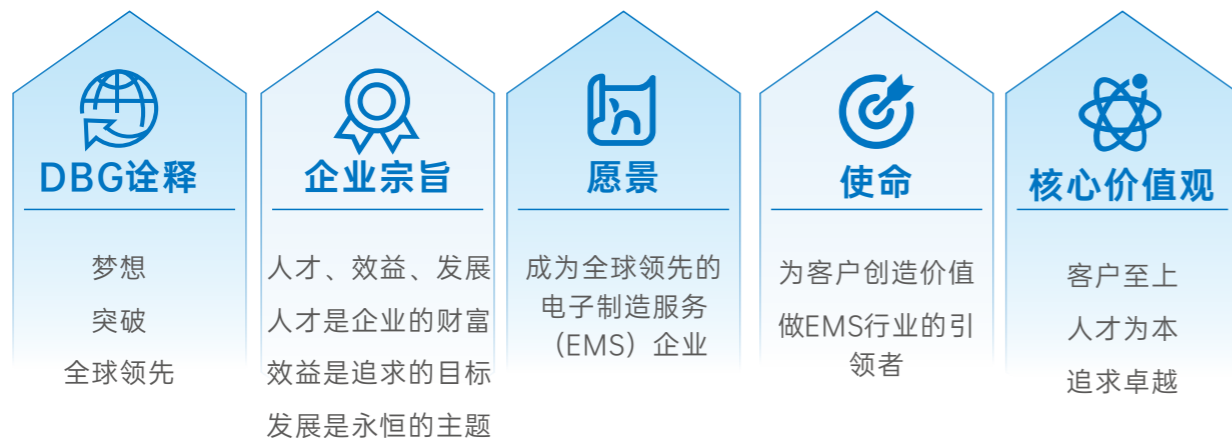 DBG诠释
梦想
突破
全球领先
企业宗旨
人才、效益、发展
人才是企业的财富
效益是追求的目标
发展是永恒的主题
愿景
成为全球领先的
电子制造服务
（EMS）企业
使命
为客户创造价值
做EMS行业的引
领者
核心价值观
客户至上
人才为本
追求卓越